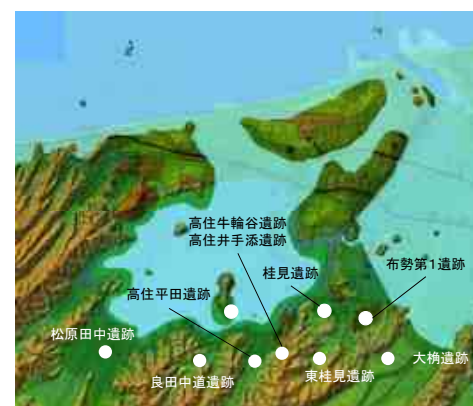 高住牛輪谷遺跡
高住井手添遺跡
桂見遺跡
布勢第1遺跡
高住平田遺跡
松原田中遺跡
良田中道遺跡
東桂見遺跡
大桷遺跡